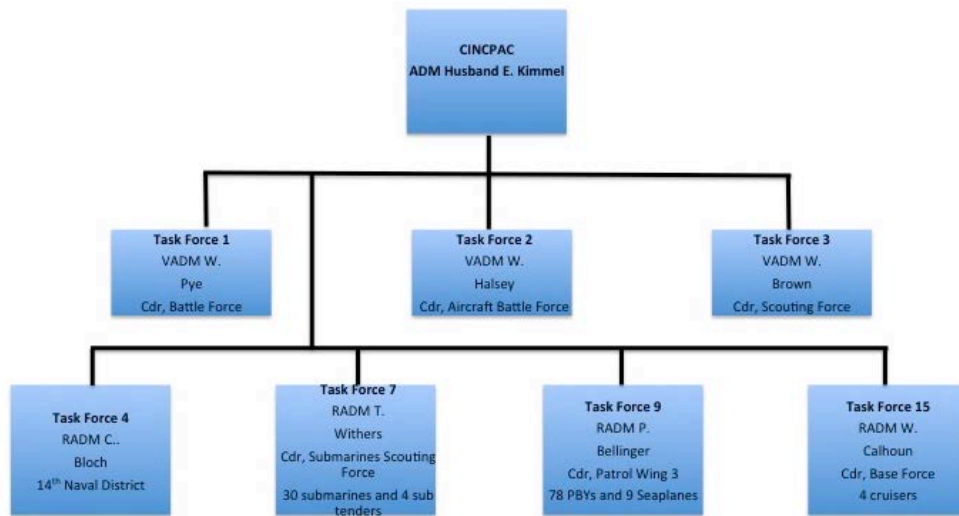 CINCPAC
ADM Husband E. Kimmel
Task Force 1
VADM W.
Pye
Cdr, Battle Force
Task Force 2
VADM W.
Halsey
Cdr, Aircraft Battle Force
Task Force 3
VADM W.
Brown
Cdr, Scouting Force
Task Force 4
RADM C..
Bloch
14th Naval District
Task Force 7
RADM T.
Withers
Cdr, Submarines Scouting
Force
30 submarines and 4 sub
tenders
Task Force 9
RADM P.
Bellinger
Cdr, Patrol Wing 3
78 PBYs and 9 Seaplanes
Task Force 15
RADM W.
Calhoun
Cdr, Base Force
4 cruisers